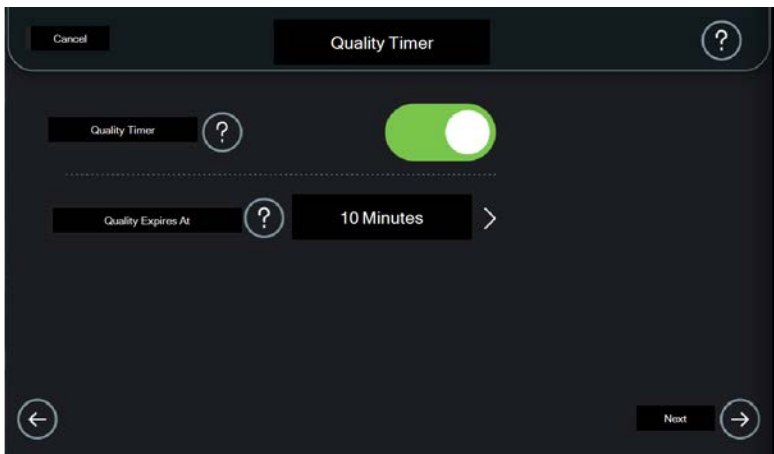 Cancel
Quality Timer
?
Quality Timer
?
Quality Expires At
?
10 Minutes
Next